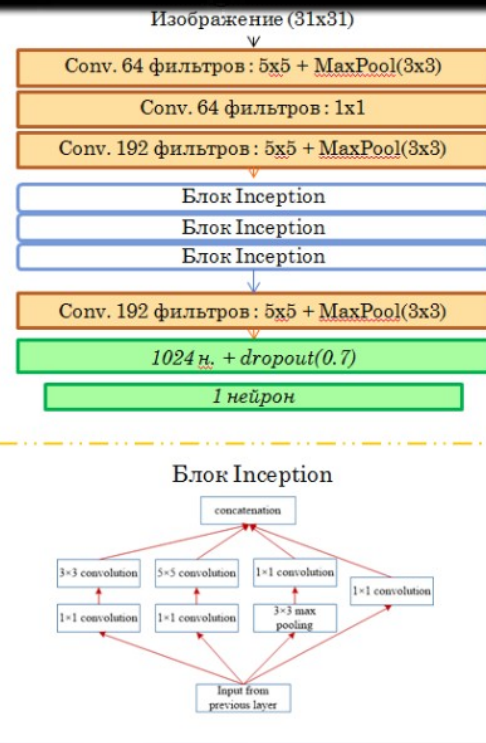 Изображение (31x31)
Conv. 64 фильтров : 5x5 + MaxPool(3x3)
Conv. 64 фильтров : 1x1
Conv. 192 фильтров : 5x5 + MaxPool(3x3)
Блок Inception
Блок Inception
Блок Inception
Conv. 192 фильтров : 5x5 + MaxPool(3x3)
1024 н. + dropout(0.7)
1 нейрон
Блок Inception
concatenation
3×3 convolution
5×5 convolution
1×1 convolution
1×1 convolution
1×1 convolution
1×1 convolution
3×3 max
pooling
Input from
previous layer